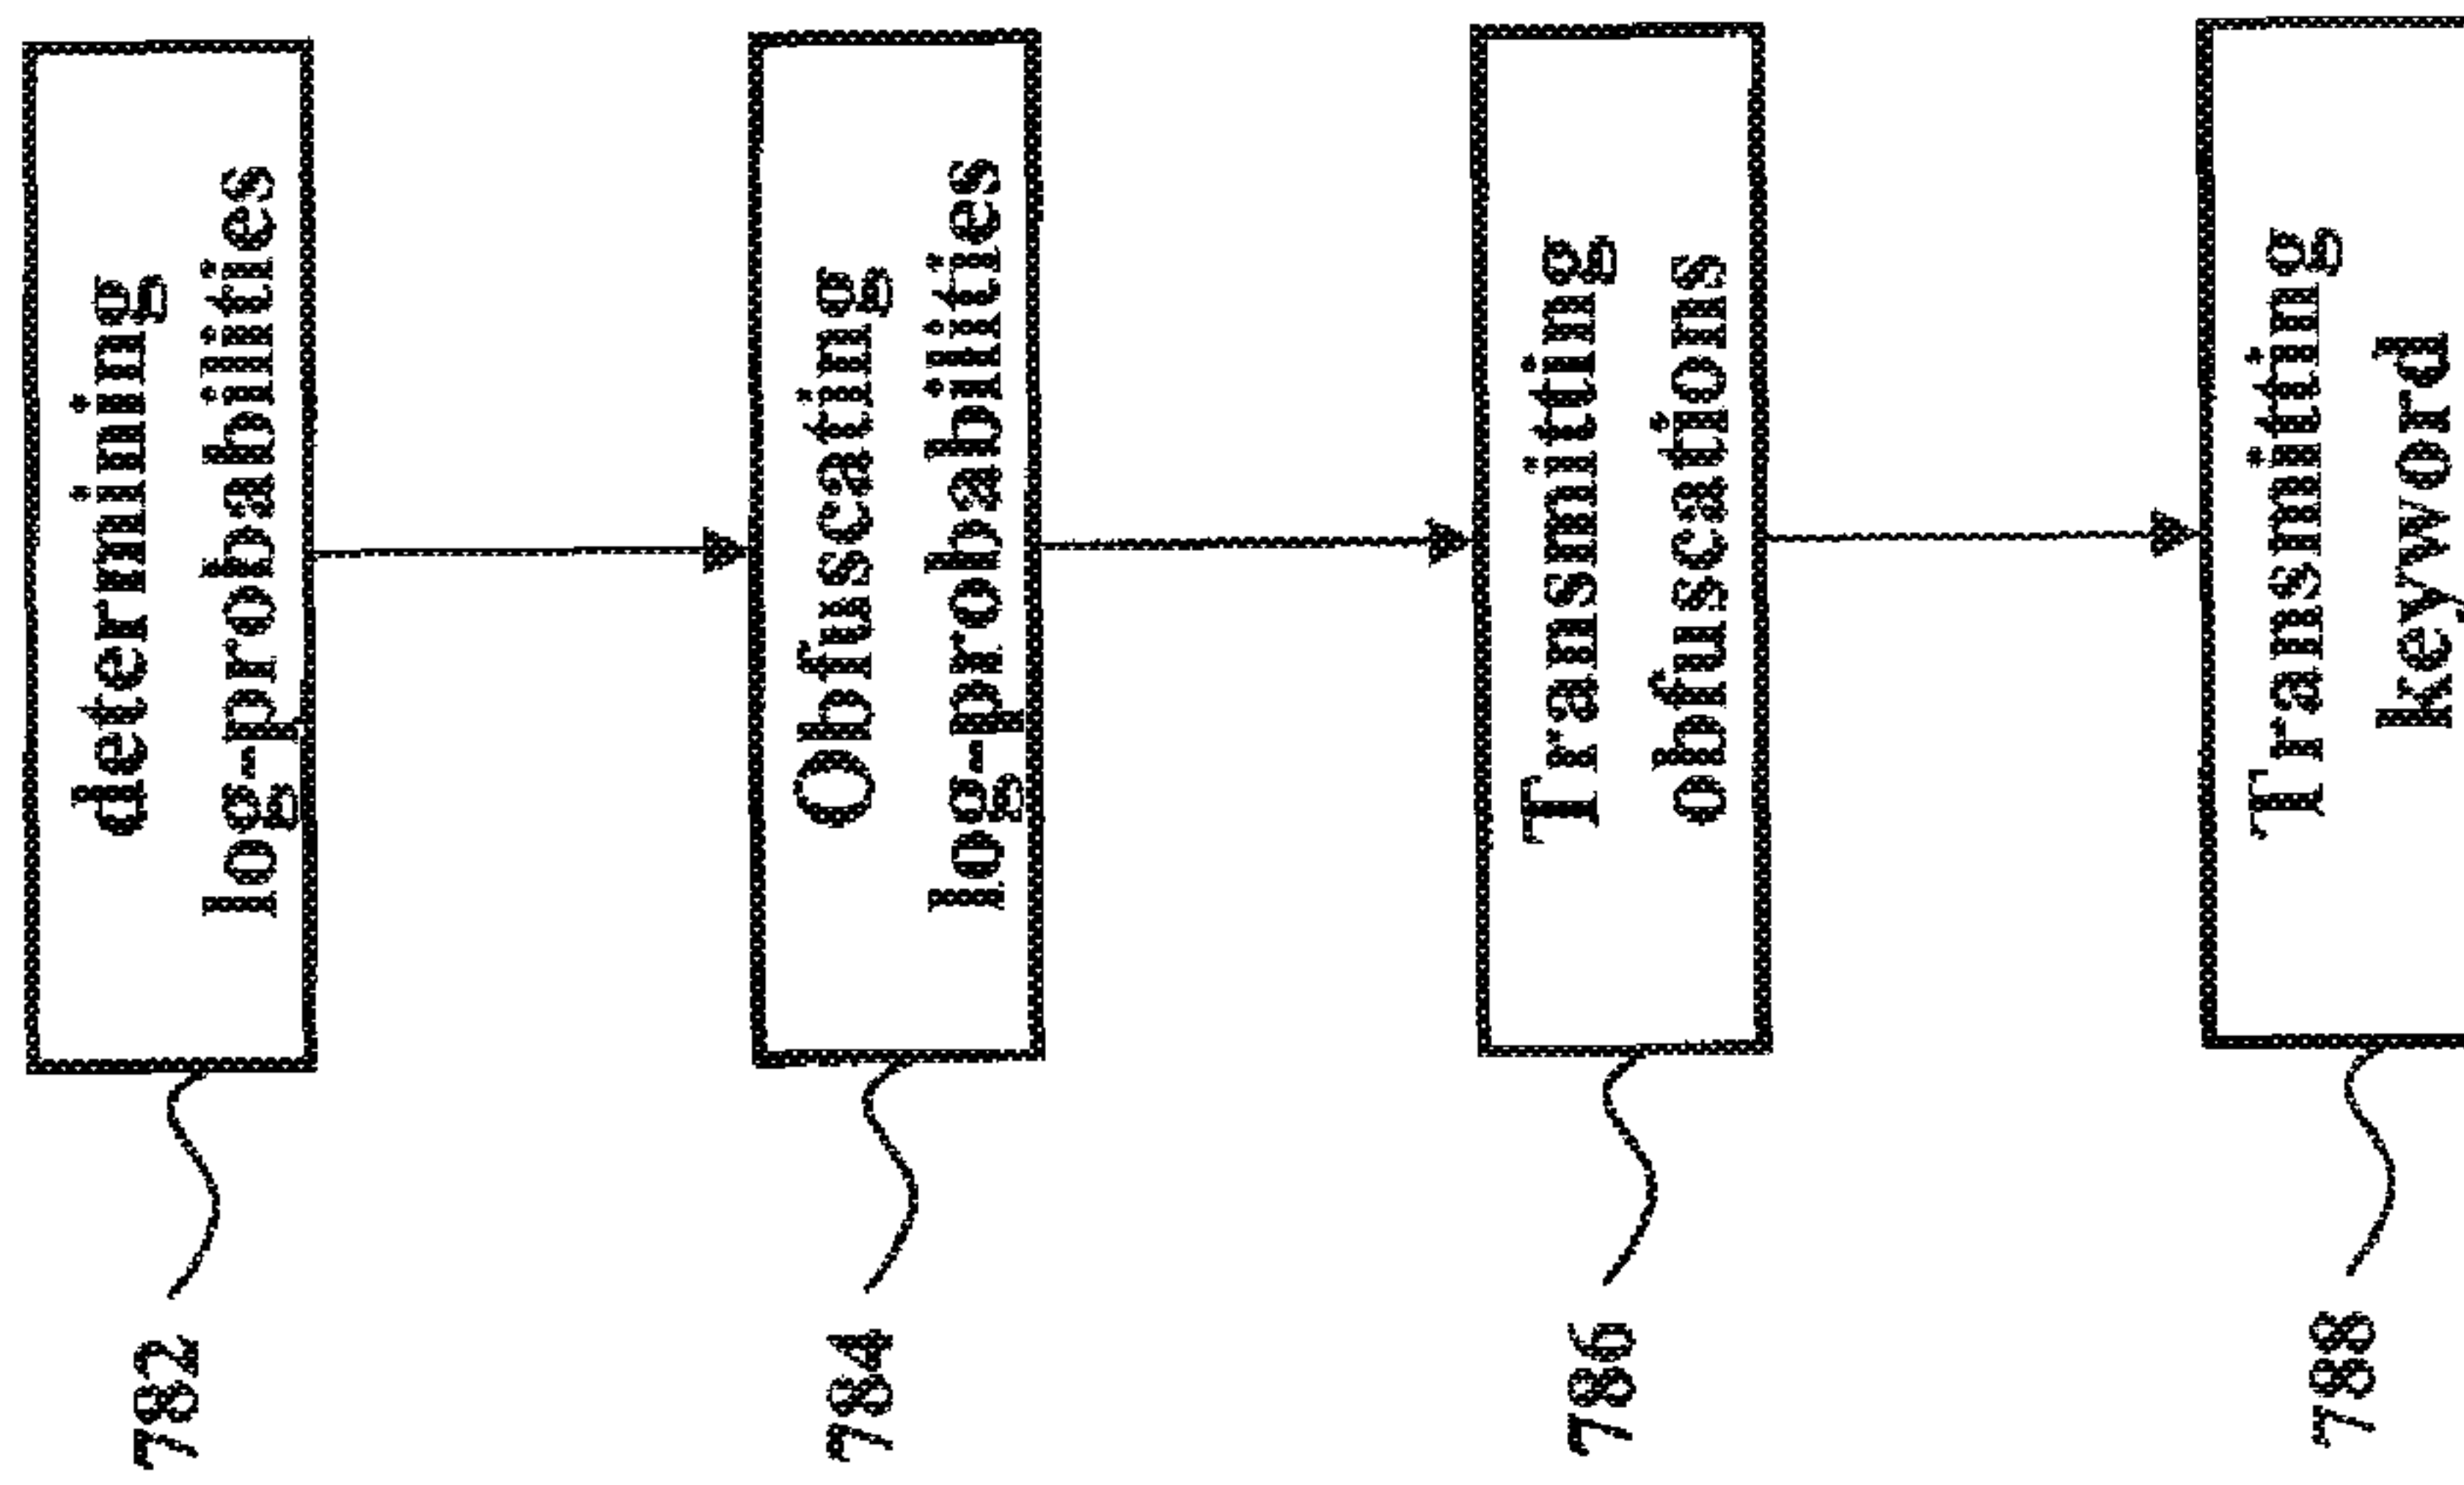 determining
log-probabilities
782
Obfuscating
log-probabilities
784
Transmitting
obfuscations
786
Transmitting
keyword
788